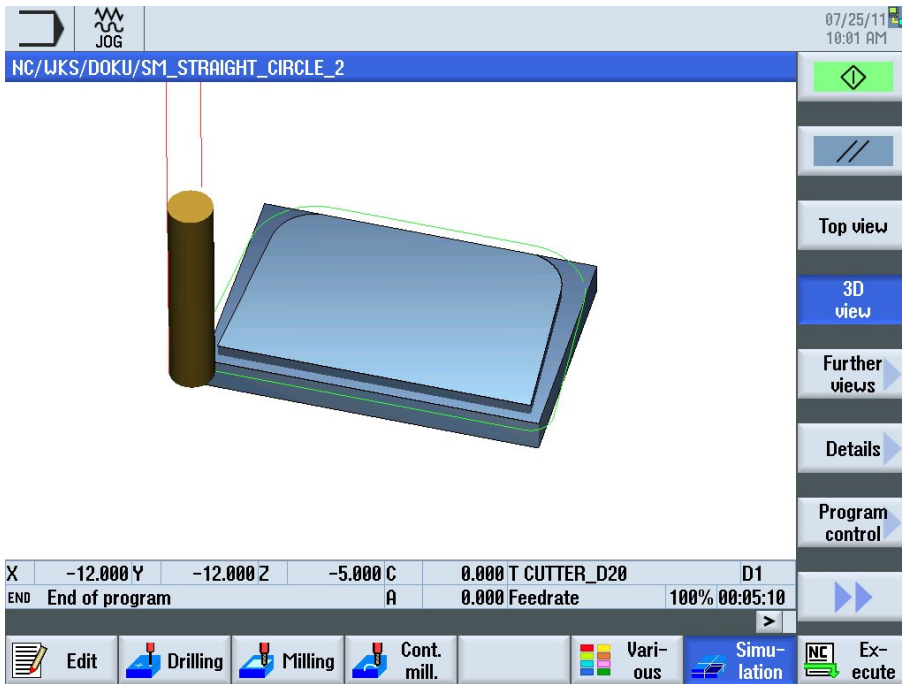 JOG
07/25/11
10:01 AM
NC/WKS/DOKU/SM_STRAIGHT_CIRCLE_2
Top view
3D
view
Further
views
Details
Program
control
X -12.000 Y -12.000 Z -5.000 C 0.000 T CUTTER_D20 D1
END End of program A 0.000 Feedrate 100% 00:05:10
>
Edit
Drilling
Milling
Cont.
mill.
Vari-
ous
Simu-
lation
NC
Ex-
ecute